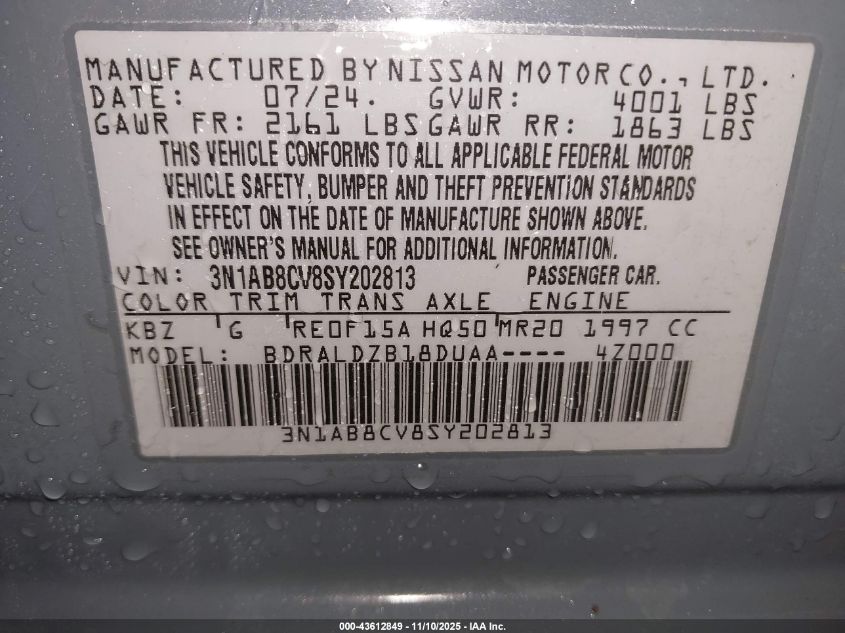 MANUFACTURED BY NISSAN MOTOR CO., LTD.
DATE: 07/24. GVWR: 4001 LBS
GAWR FR: 2161 LBS GAWR RR: 1863 LBS
THIS VEHICLE CONFORMS TO ALL APPLICABLE FEDERAL MOTOR
VEHICLE SAFETY, BUMPER AND THEFT PREVENTION STANDARDS
IN EFFECT ON THE DATE OF MANUFACTURE SHOWN ABOVE.
SEE OWNER'S MANUAL FOR ADDITIONAL INFORMATION.
VIN: 3N1AB8CV8SY202813 PASSENGER CAR.
COLOR TRIM TRANS AXLE ENGINE
KBZ G RE0F15A HQ50 MR20 1997 CC
MODEL: BDRALDZB18DUAA---- 4Z000
3N1AB8CV8SY202813
000-43612849 — 11/10/2025 — IAA Inc.